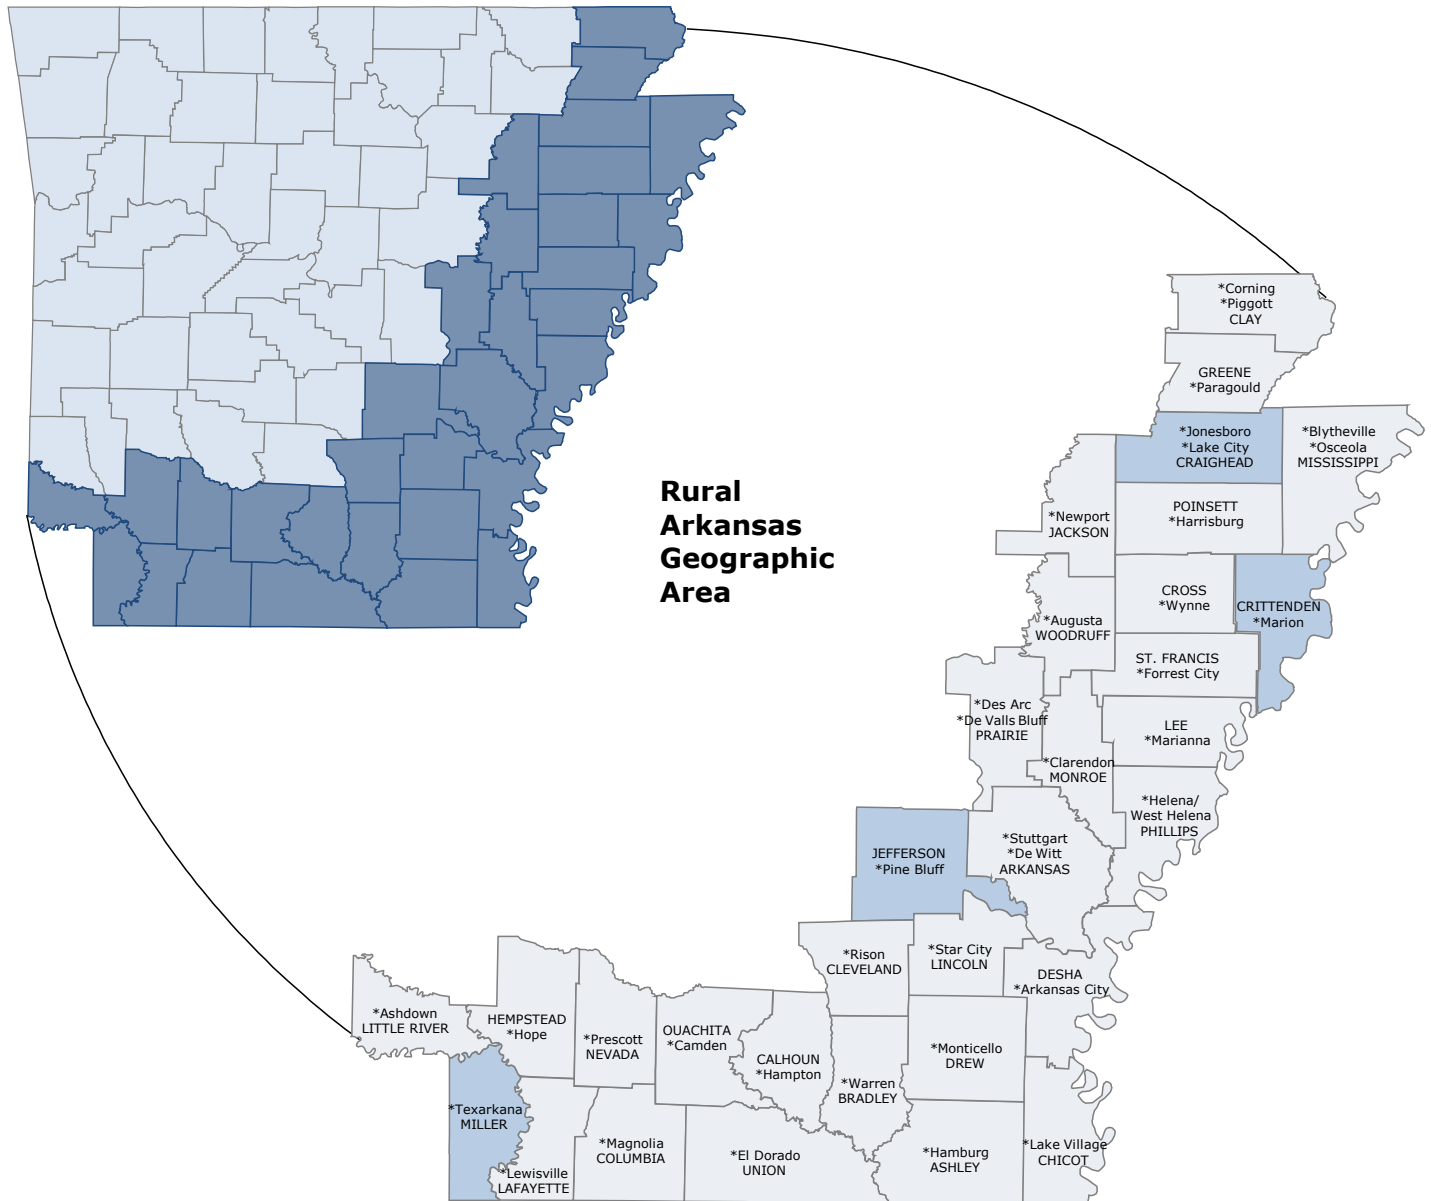 Rural
Arkansas
Geographic
Area
*Corning
*Piggott
CLAY
GREENE
*Paragould
*Jonesboro
*Lake City
CRAIGHEAD
*Blytheville
*Osceola
MISSISSIPPI
*Newport
JACKSON
POINSETT
*Harrisburg
CROSS
*Wynne
CRITTENDEN
*Marion
*Augusta
WOODRUFF
ST. FRANCIS
*Forrest City
*Des Arc
*De Valls Bluff
PRAIRIE
LEE
*Marianna
*Clarendon
MONROE
*Helena/
West Helena
PHILLIPS
JEFFERSON
*Pine Bluff
*Stuttgart
*De Witt
ARKANSAS
*Rison
CLEVELAND
*Star City
LINCOLN
DESHA
*Arkansas City
*Ashdown
LITTLE RIVER
HEMPSTEAD
*Hope
*Prescott
NEVADA
OUACHITA
*Camden
CALHOUN
*Hampton
*Warren
BRADLEY
*Monticello
DREW
*Texarkana
MILLER
*Lewisville
LAFAYETTE
*Magnolia
COLUMBIA
*El Dorado
UNION
*Hamburg
ASHLEY
*Lake Village
CHICOT